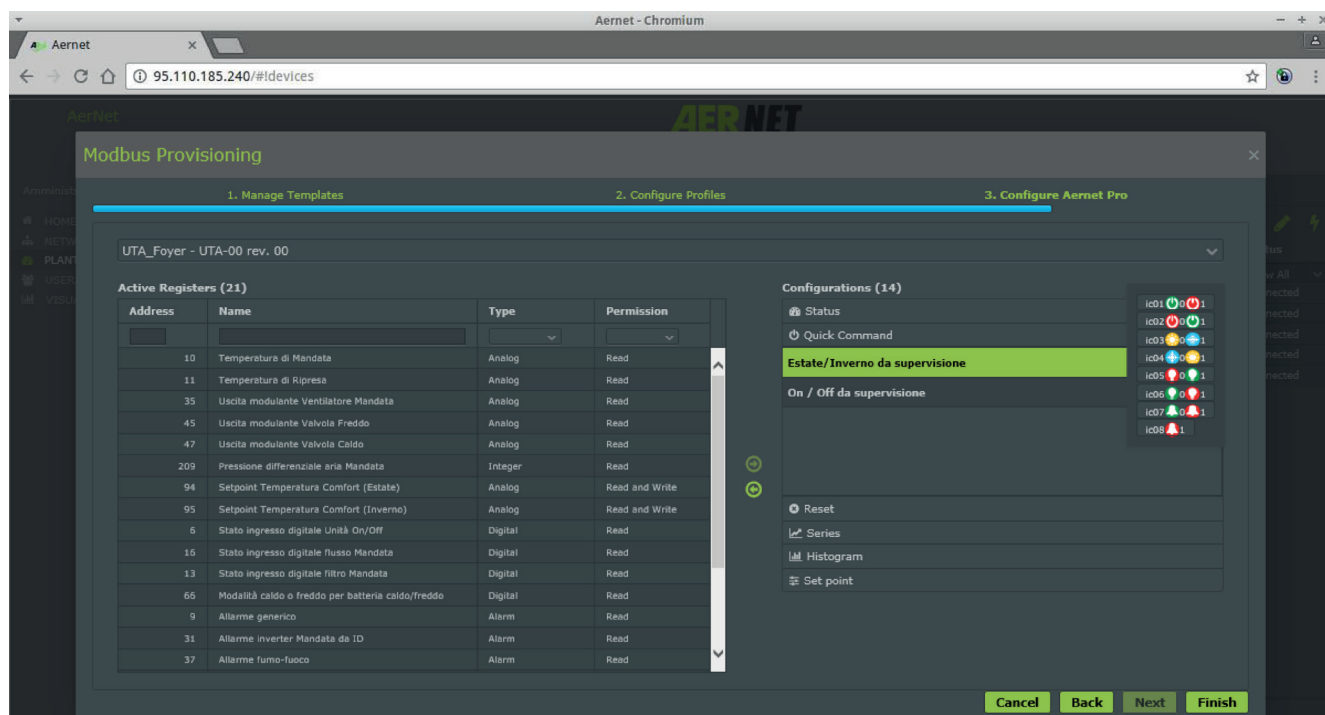 Aernet - Chromium
Aernet
95.110.185.240/#!devices
AerNet
AERNET
Modbus Provisioning
1. Manage Templates 2. Configure Profiles 3. Configure Aernet Pro
HOME
PLANT
UTA_Foyer - UTA-00 rev. 00
Active Registers (21)
Address Name Type Permission
10 Temperatura di Mandata Analog Read
11 Temperatura di Ripresa Analog Read
35 Uscita modulante Ventilatore Mandata Analog Read
45 Uscita modulante Valvola Freddo Analog Read
47 Uscita modulante Valvola Caldo Analog Read
209 Pressione differenziale aria Mandata Integer Read
94 Setpoint Temperatura Comfort (Estate) Analog Read and Write
95 Setpoint Temperatura Comfort (Inverno) Analog Read and Write
6 Stato ingresso digitale Unità On/Off Digital Read
16 Stato ingresso digitale flusso Mandata Digital Read
13 Stato ingresso digitale filtro Mandata Digital Read
66 Modalità caldo o freddo per batteria caldo/freddo Digital Read
9 Allarme generico Alarm Read
31 Allarme inverter Mandata da ID Alarm Read
37 Allarme fumo-fuoco Alarm Read
Configurations (14)
Status
Quick Command
Estate/Inverno da supervisione
On / Off da supervisione
Reset
Series
Histogram
Set point
ic01 0 1
ic02 0 1
ic03 0 1
ic04 0 1
ic05 0 1
ic06 0 1
ic07 0 1
ic08 1
Cancel Back Next Finish